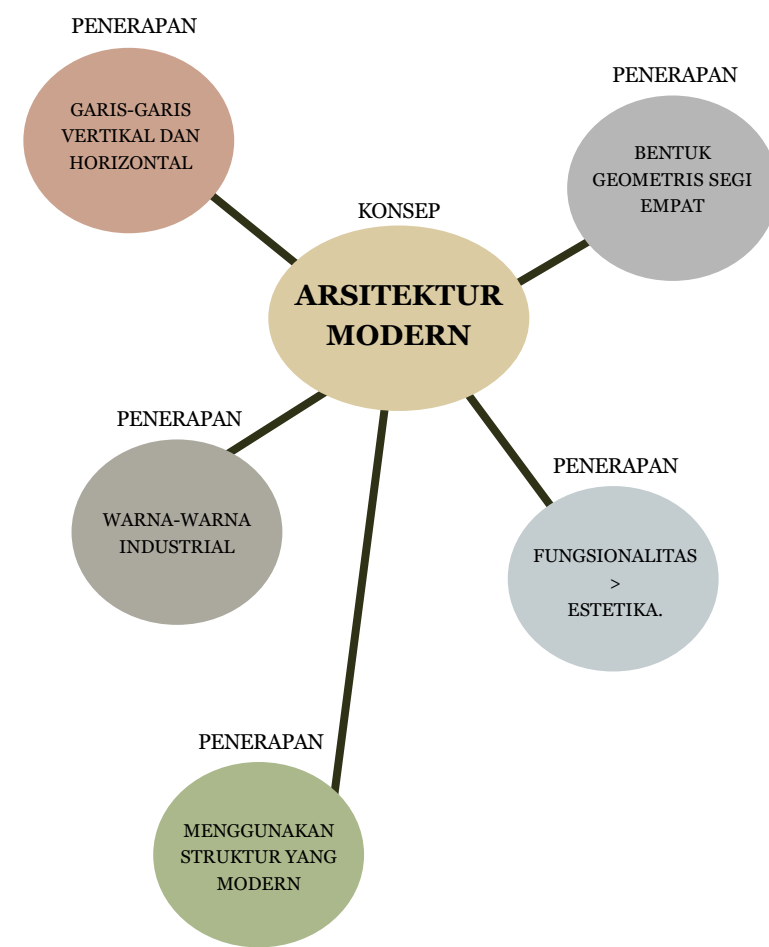 PENERAPAN
GARIS-GARIS
VERTIKAL DAN
HORIZONTAL
PENERAPAN
BENTUK
GEOMETRIS SEGI
EMPAT
KONSEP
ARSITEKTUR
MODERN
PENERAPAN
WARNA-WARNA
INDUSTRIAL
PENERAPAN
FUNGSIONALITAS
>
ESTETIKA.
PENERAPAN
MENGGUNAKAN
STRUKTUR YANG
MODERN